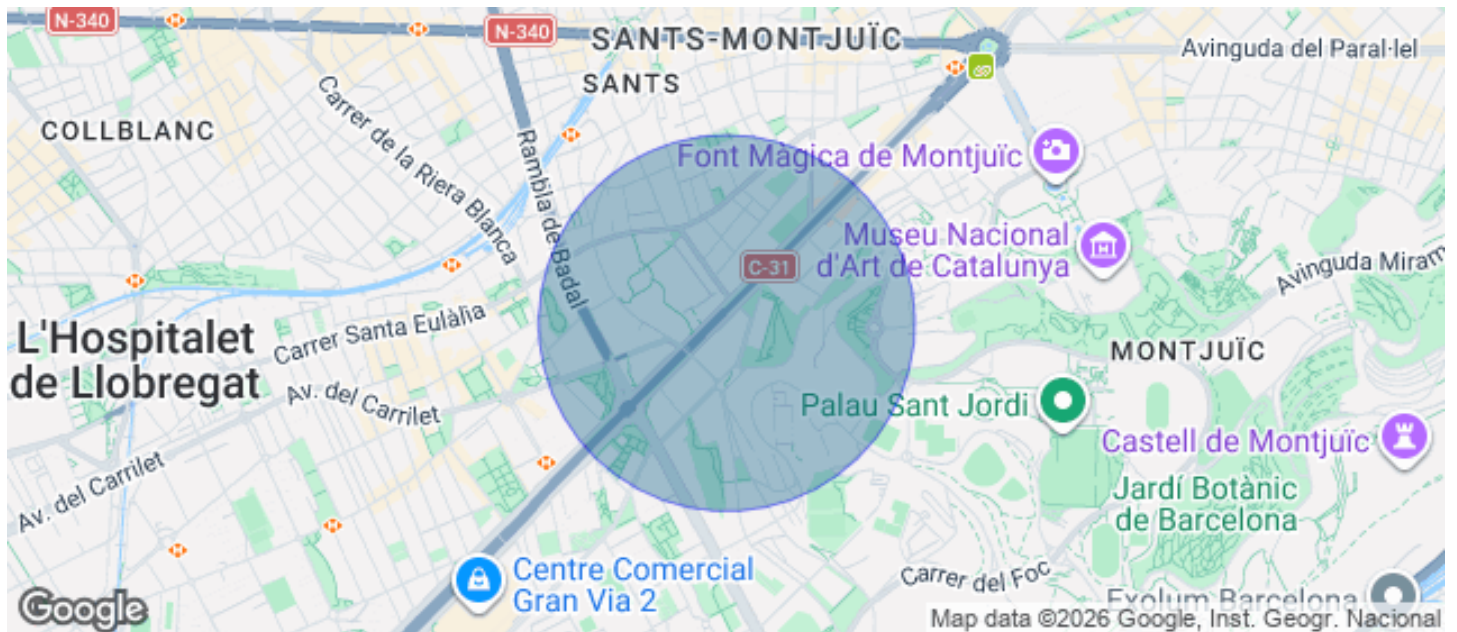 N-340
N-340
SANTS-MONTJUÏC
Avinguda del Paral·lel
SANTS
COLLBLANC
Carrer de la Riera Blanca
Rambla de Badal
Font Màgica de Montjuïc
Museu Nacional
d'Art de Catalunya
C-31
Avinguda Miram
L'Hospitalet
de Llobregat
Carrer Santa Eulàlia
MONTJUÏC
Av. del Carrilet
Palau Sant Jordi
Castell de Montjuïc
Av. del Carrilet
Jardí Botànic
de Barcelona
Centre Comercial
Gran Via 2
Carrer del Foc
Exolum Barcelona
Google
Map data ©2026 Google, Inst. Geogr. Nacional